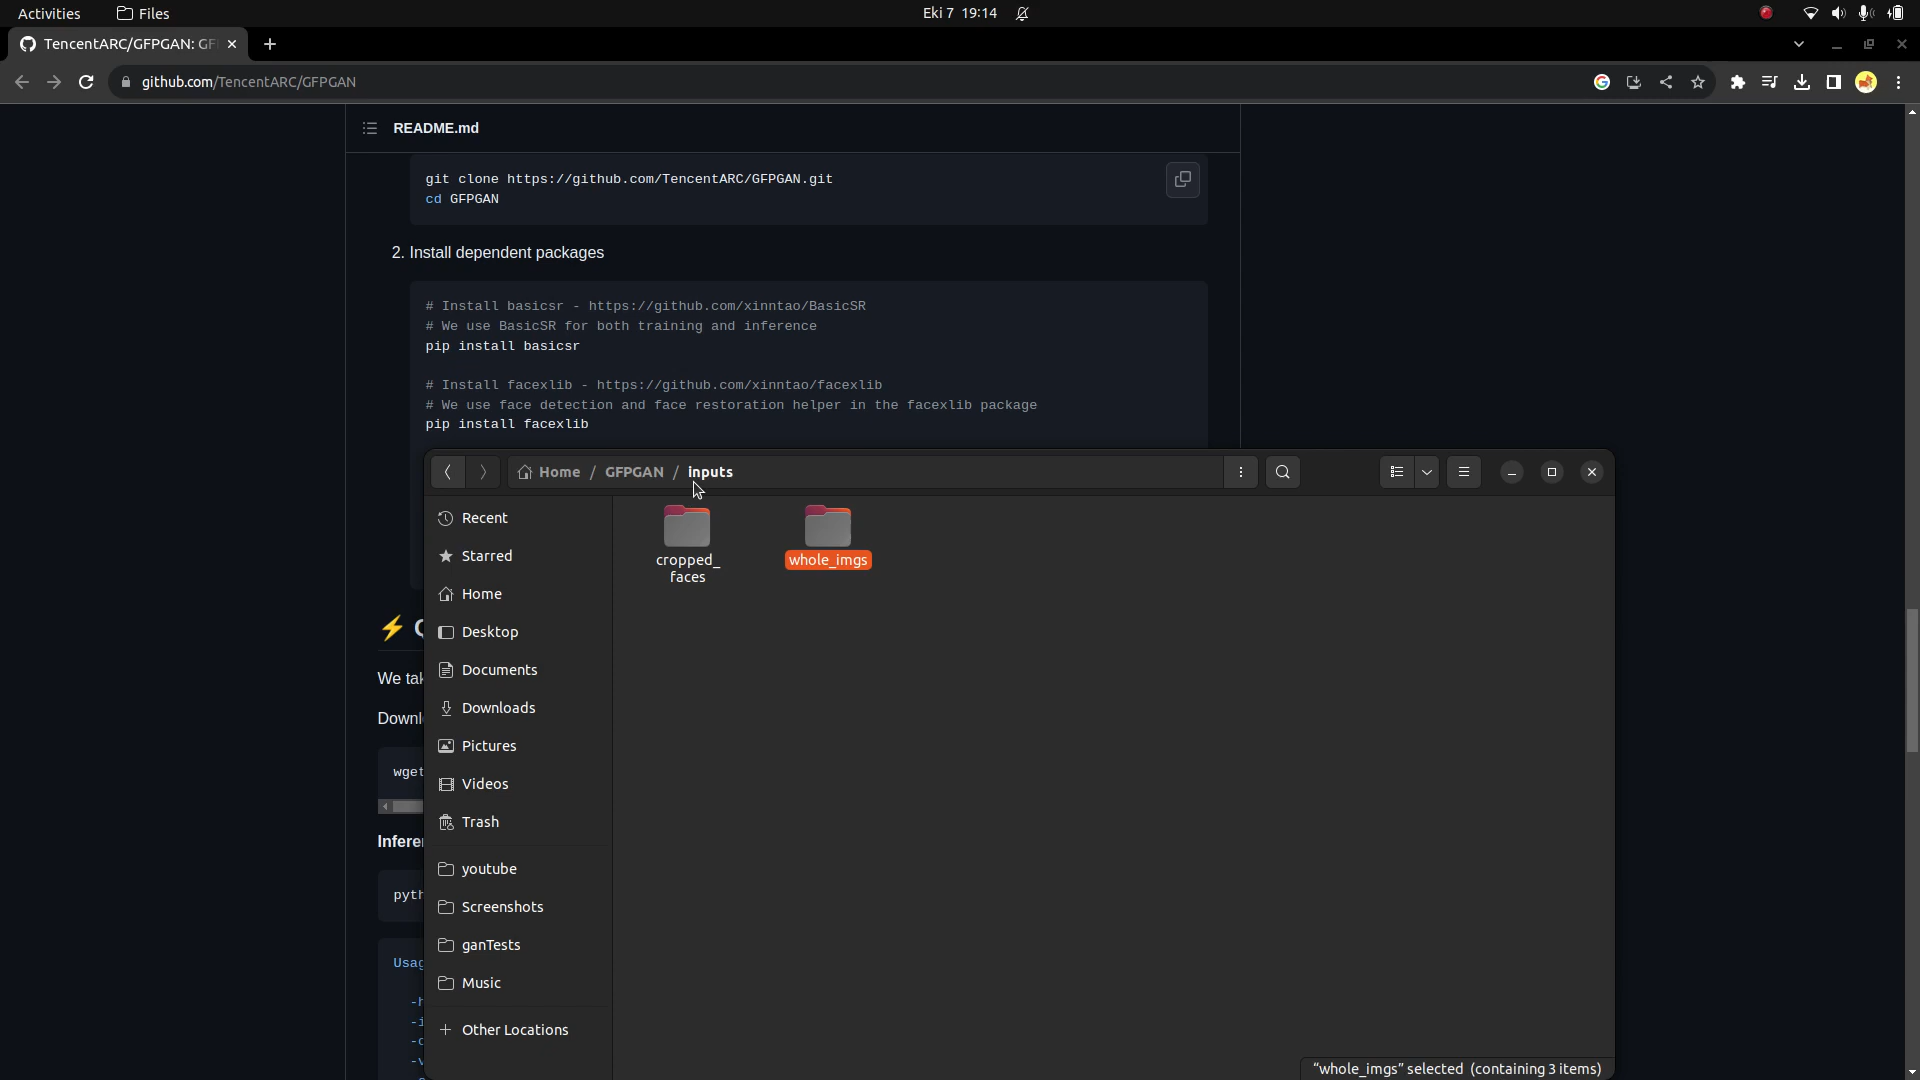 Activities
Files
Eki 7 19:14
TencentARC/GFPGAN: GF
github.com/TencentARC/GFPGAN
README.md
git clone https://github.com/TencentARC/GFPGAN.git
cd GFPGAN
2. Install dependent packages
# Install basicsr - https://github.com/xinntao/BasicSR
# We use BasicSR for both training and inference
pip install basicsr
# Install facexlib - https://github.com/xinntao/facexlib
# We use face detection and face restoration helper in the facexlib package
pip install facexlib
Home / GFPGAN / inputs
Recent
Starred
Home
Desktop
Documents
Downloads
Pictures
Videos
Trash
youtube
Screenshots
ganTests
Music
+ Other Locations
cropped_
faces
whole_imgs
"whole_imgs" selected (containing 3 items)
We tak
Downl
wget
Infere
pyth
Usag
-h
-i